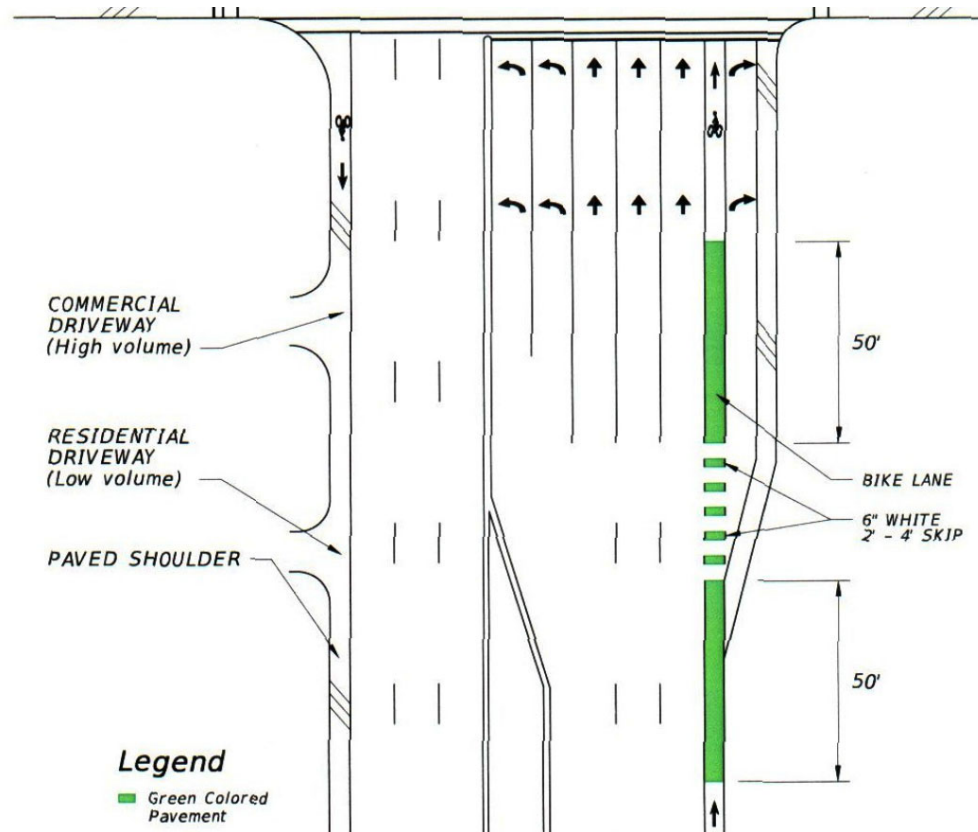 COMMERCIAL
DRIVEWAY
(High volume)
50'
RESIDENTIAL
DRIVEWAY
(Low volume)
BIKE LANE
6" WHITE
2' - 4' SKIP
PAVED SHOULDER
50'
Legend
Green Colored
Pavement